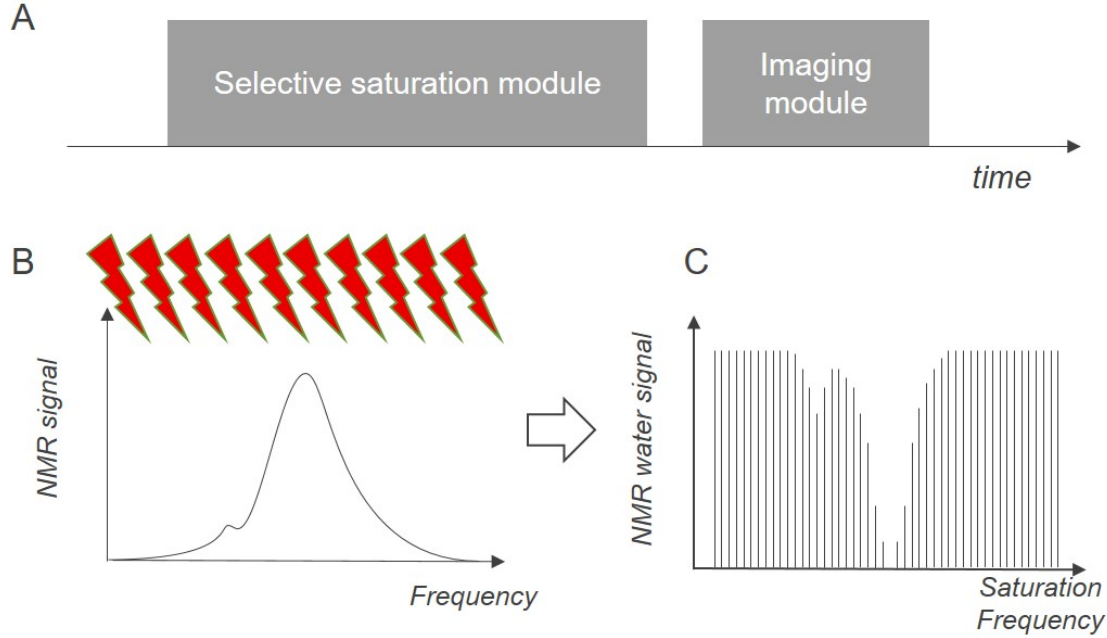 A
Selective saturation module
Imaging
module
time
B
NMR signal
Frequency
C
NMR water signal
Saturation
Frequency